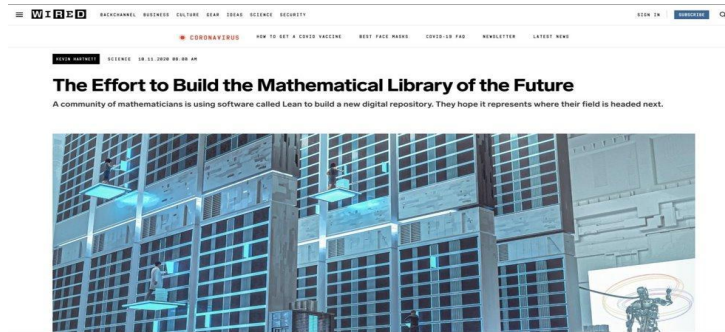 WIRED
BACKCHANNEL BUSINESS CULTURE GEAR IDEAS SCIENCE SECURITY
SIGN IN
SUBSCRIBE
CORONAVIRUS
HOW TO GET A COVID VACCINE
BEST FACE MASKS
COVID-19 FAQ
NEWSLETTER
LATEST NEWS
KEVIN HARTNETT SCIENCE 10.11.2020 08:00 AM
The Effort to Build the Mathematical Library of the Future
A community of mathematicians is using software called Lean to build a new digital repository. They hope it represents where their field is headed next.